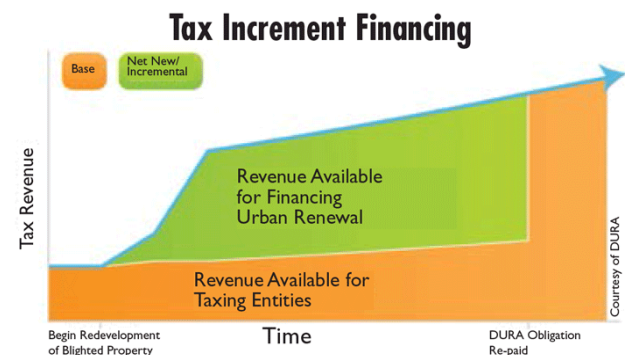 Tax Increment Financing
Base
Net New/
Incremental
Tax Revenue
Revenue Available
for Financing
Urban Renewal
Revenue Available for
Taxing Entities
Courtesy of DURA
Begin Redevelopment
of Blighted Property
Time
DURA Obligation
Re-paid